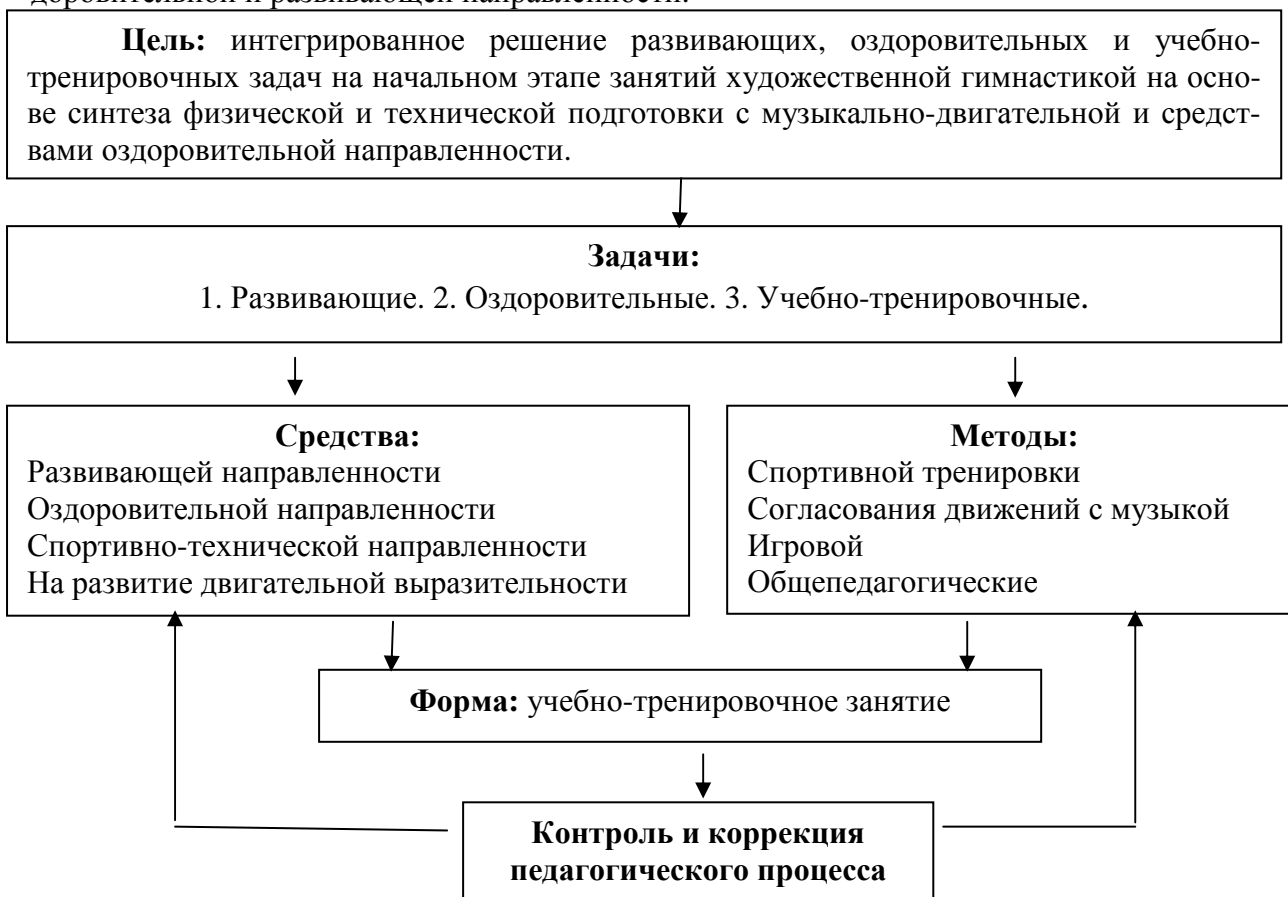 доровительной и развивающей направленности.
Цель: интегрированное решение развивающих, оздоровительных и учебно-
тренировочных задач на начальном этапе занятий художественной гимнастикой на осно-
ве синтеза физической и технической подготовки с музыкально-двигательной и средст-
вами оздоровительной направленности.
Задачи:
1. Развивающие. 2. Оздоровительные. 3. Учебно-тренировочные.
Средства:
Развивающей направленности
Оздоровительной направленности
Спортивно-технической направленности
На развитие двигательной выразительности
Методы:
Спортивной тренировки
Согласования движений с музыкой
Игровой
Общепедагогические
Форма: учебно-тренировочное занятие
Контроль и коррекция
педагогического процесса